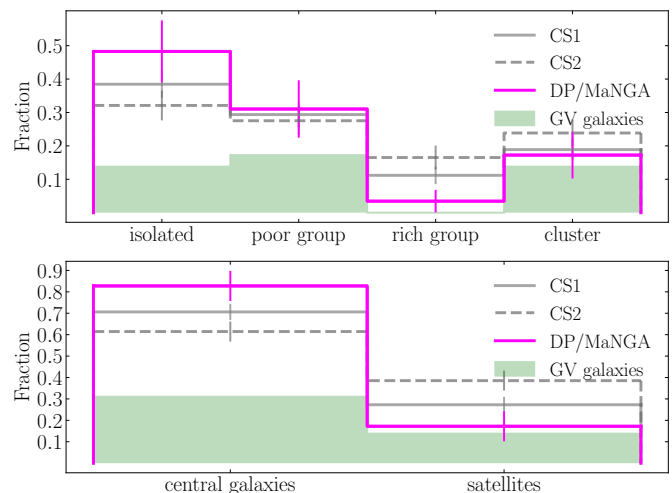 0.5
0.4
0.3
0.2
0.1
Fraction
CS1
CS2
DP/MaNGA
GV galaxies
isolated poor group rich group cluster
0.9
0.8
0.7
0.6
0.5
0.4
0.3
0.2
0.1
Fraction
CS1
CS2
DP/MaNGA
GV galaxies
central galaxies satellites